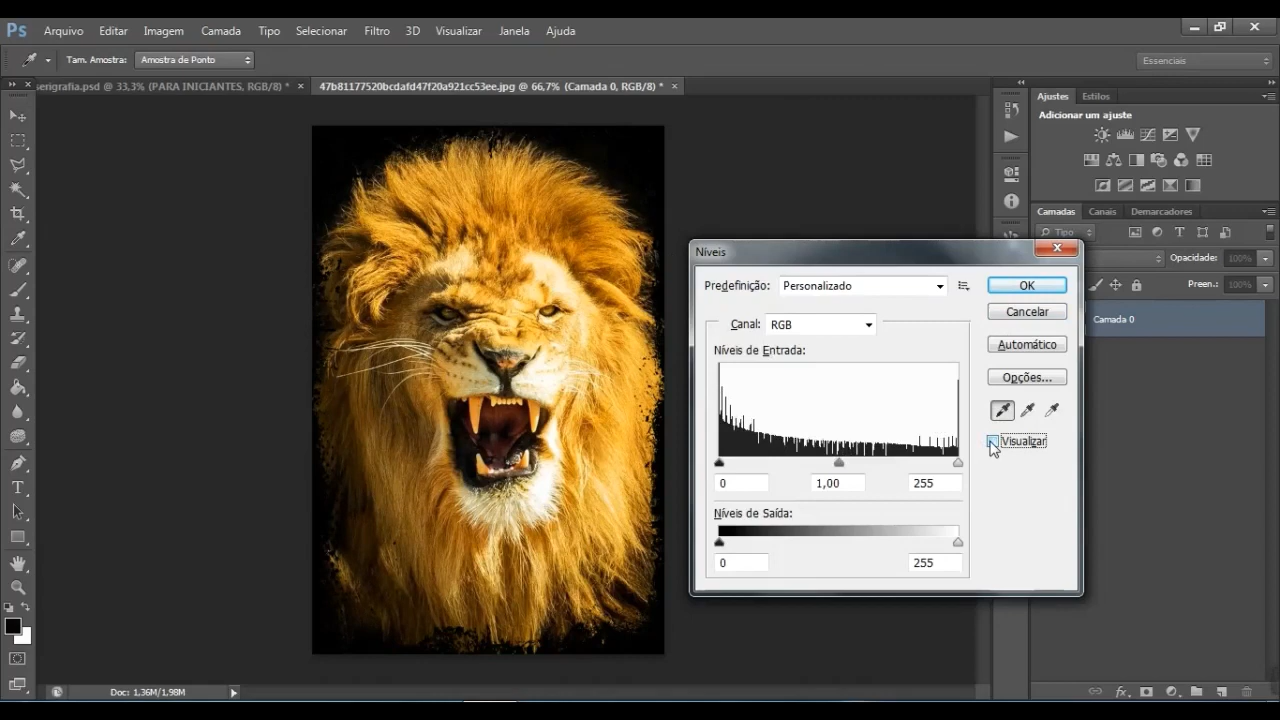 Ps Arquivo Editar Imagem Camada Tipo Selecionar Filtro 3D Visualizar Janela Ajuda
Tam. Amostra: Amostra de Ponto Essenciais
serigrafia.psd @ 33,3% (PARA INICIANTES, RGB/8) * × 47b81177520bcdafd47f20a921cc53ee.jpg @ 66,7% (Camada 0, RGB/8) * ×
Ajustes Estilos
Adicionar um ajuste
Camadas Canais Demarcadores
Tipo
Opacidade: 100%
Preen.: 100%
Camada 0
Níveis
Predefinição: Personalizado OK
Cancelar
Canal: RGB
Automático
Níveis de Entrada:
Opções...
Visualizar
0 1,00 255
Níveis de Saída:
0 255
T
Doc: 1,36M/1,98M